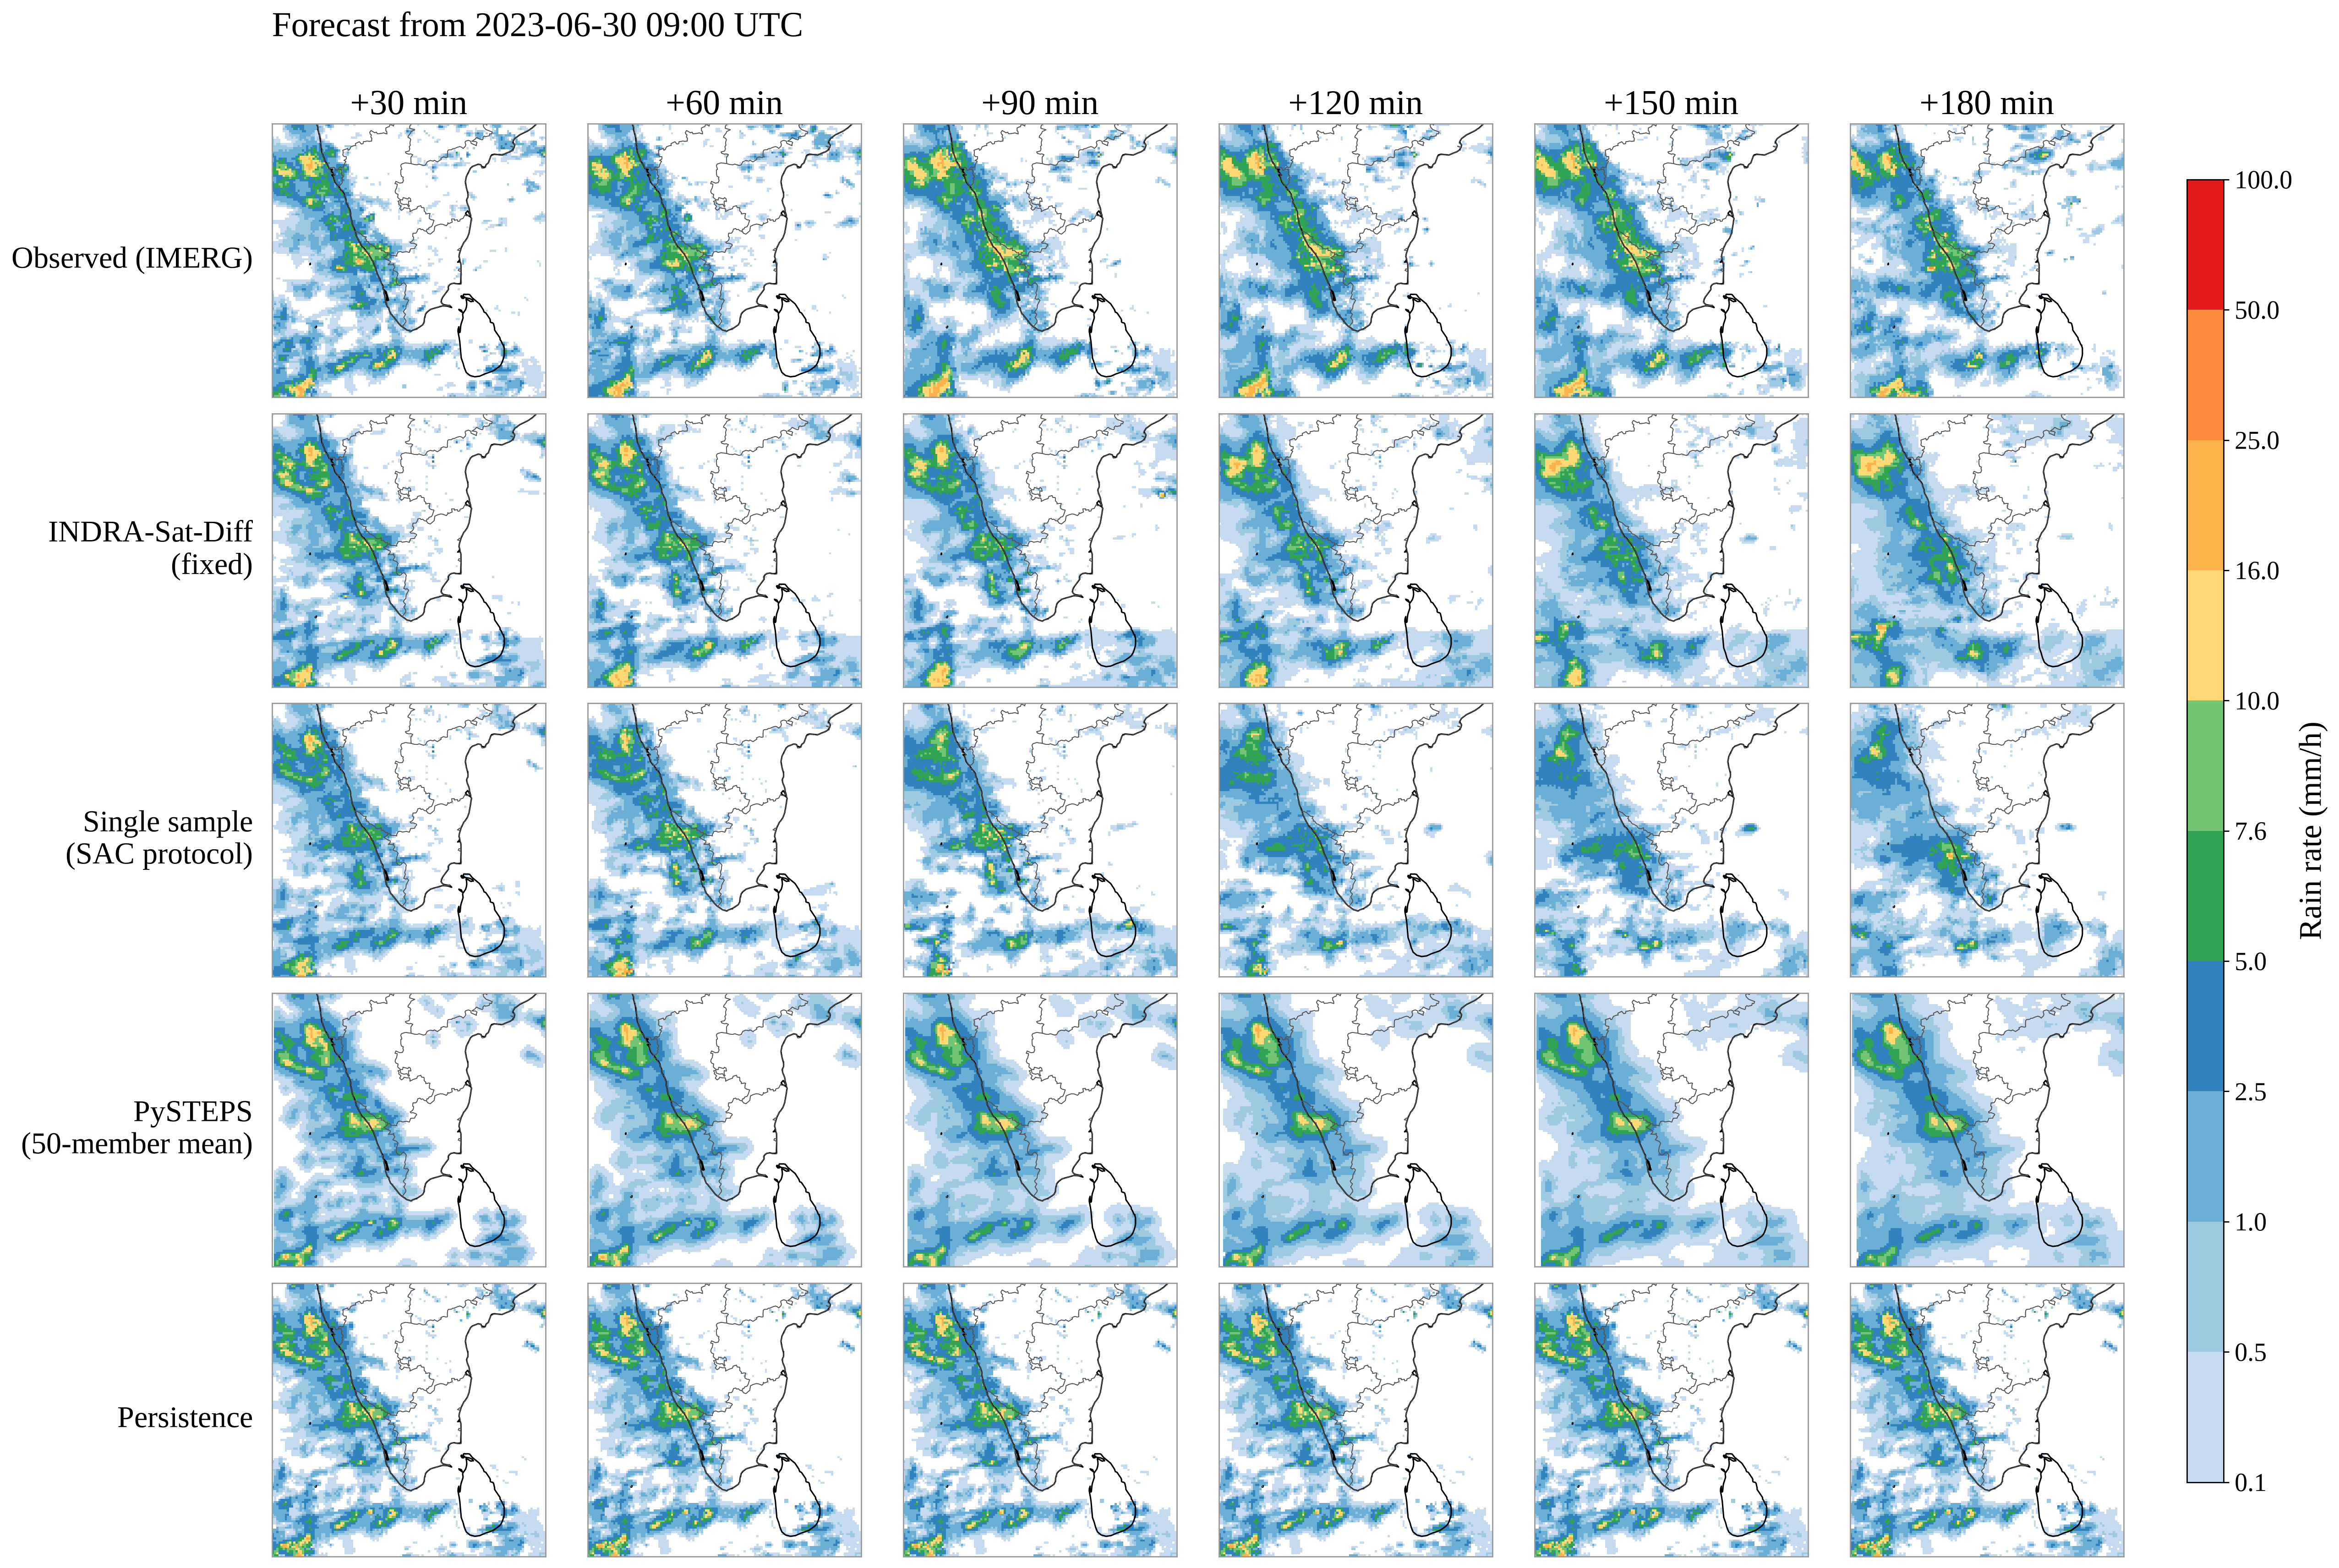 Forecast from 2023-06-30 09:00 UTC
+30 min
+60 min
+90 min
+120 min
+150 min
+180 min
Observed (IMERG)
INDRA-Sat-Diff
(fixed)
Single sample
(SAC protocol)
PySTEPS
(50-member mean)
Persistence
100.0
50.0
25.0
16.0
10.0
7.6
5.0
2.5
1.0
0.5
0.1
Rain rate (mm/h)